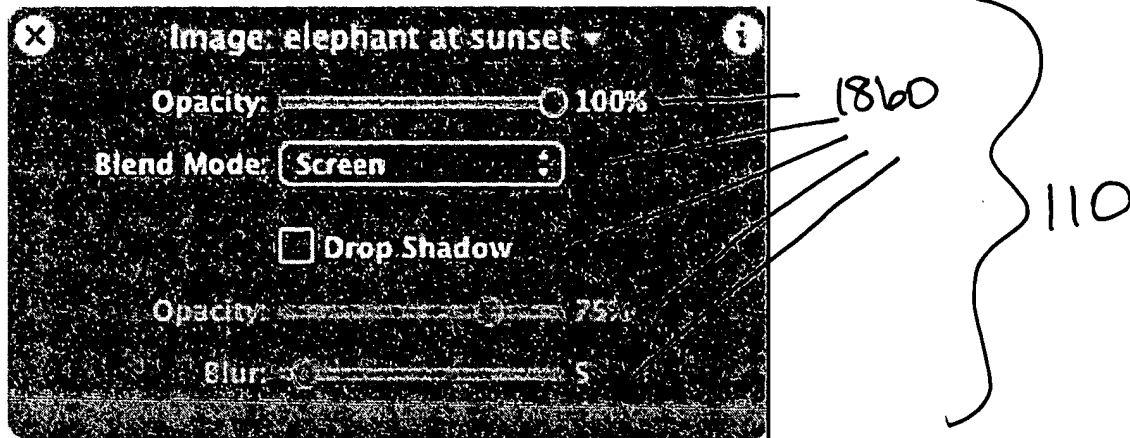 Image: elephant at sunset
Opacity: 100%
Blend Mode: Screen
Drop Shadow
Opacity: 75%
Blur: 5
1860
110